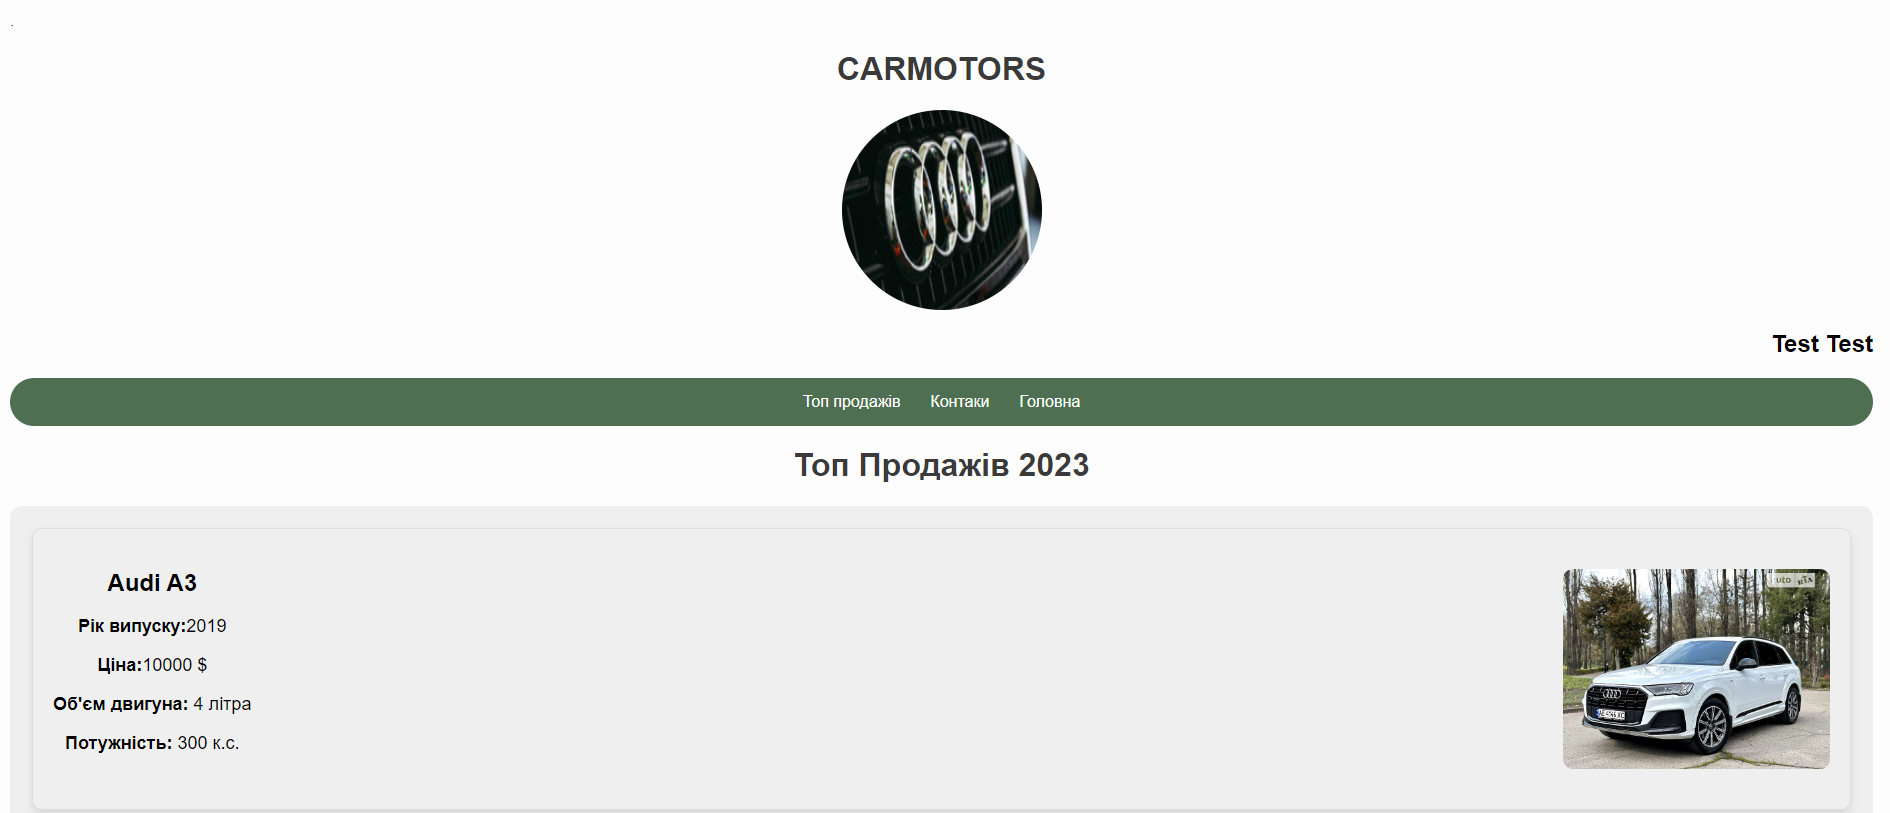 CARMOTORS
Test Test
Топ продажів Контаки Головна
Топ Продажів 2023
Audi A3
Рік випуску:2019
Ціна:10000 $
Об'єм двигуна: 4 літра
Потужність: 300 к.с.